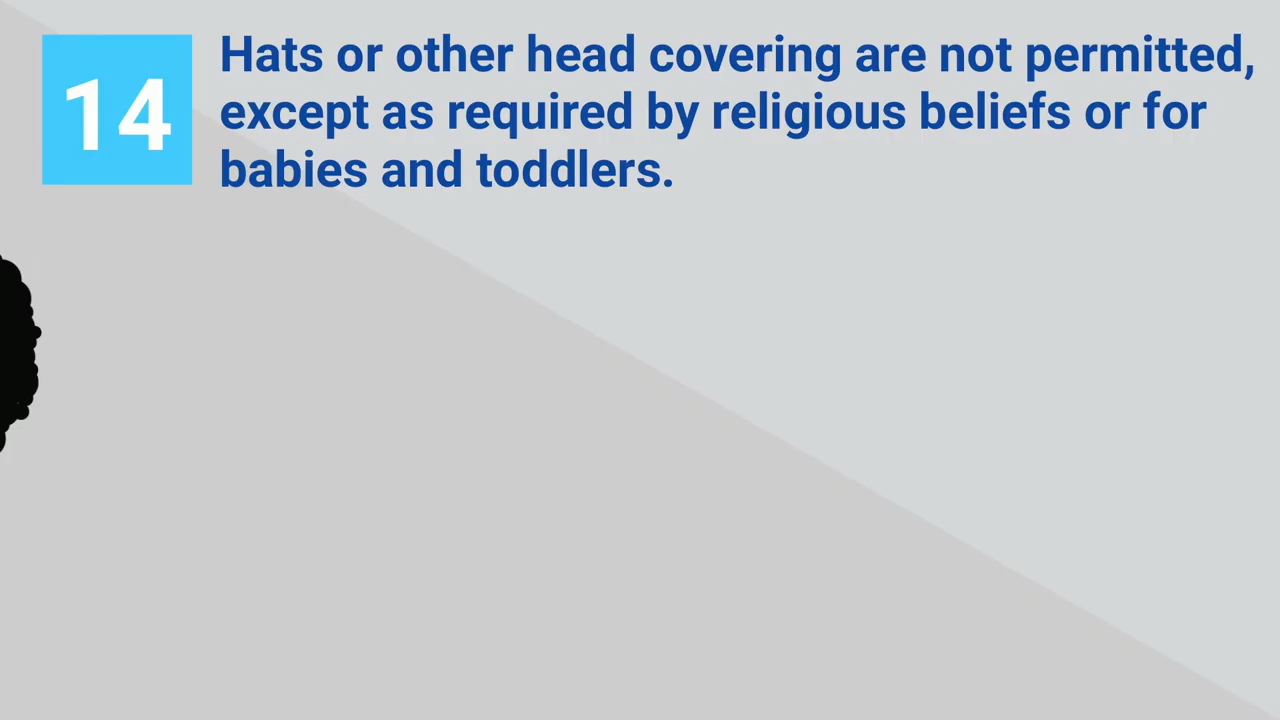 14
Hats or other head covering are not permitted,
except as required by religious beliefs or for
babies and toddlers.